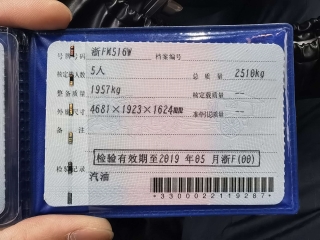 号牌号码 浙FM516W 档案编号
核定载人数 5人 总质量 2510kg
整备质量 1957kg 核定载质量 --
外廓尺寸 4681×1923×1624mm 准牵引总质量 --
备注
检验有效期至2019年05月浙F(00)
检验记录
汽油
*3300022119287*